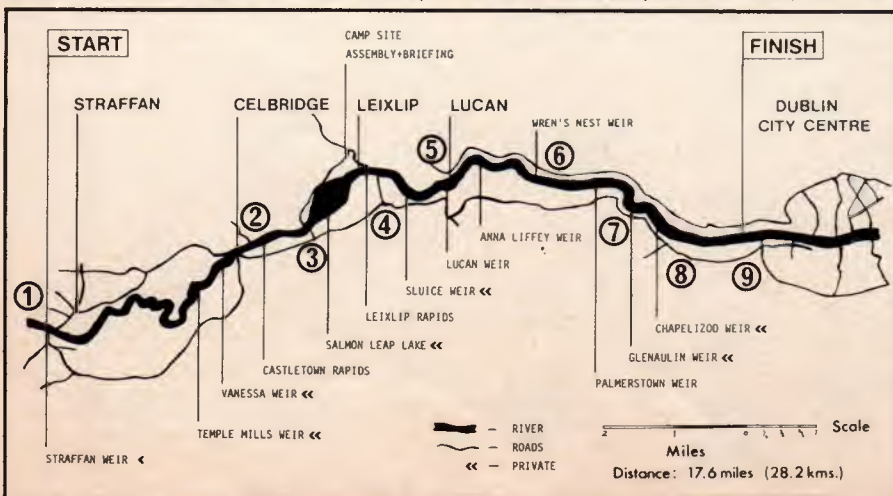 START
CAMP SITE
ASSEMBLY+BRIEFING
FINISH
STRAFFAN
CELBRIDGE
LEIXLIP
LUCAN
WREN'S NEST WEIR
DUBLIN
CITY CENTRE
①
②
③
④
⑤
⑥
⑦
⑧
⑨
ANNA LIFFEY WEIR
LUCAN WEIR
SLUICE WEIR «
LEIXLIP RAPIDS
SALMON LEAP LAKE «
CASTLETOWN RAPIDS
VANESSA WEIR «
TEMPLE MILLS WEIR «
STRAFFAN WEIR <
CHAPELIZOD WEIR «
GLENAULIN WEIR «
PALMERSTOWN WEIR
— RIVER
— ROADS
« — PRIVATE
2 1 0 Scale
Miles
Distance: 17.6 miles (28.2 kms.)